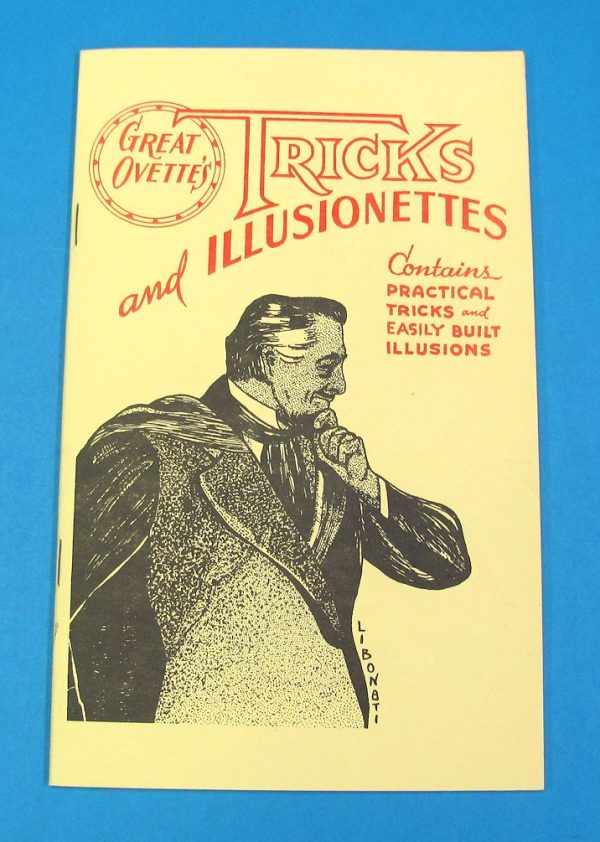 GREAT
OVETTE'S
TRICKS
and ILLUSIONETTES
Contains
PRACTICAL
TRICKS and
EASILY BUILT
ILLUSIONS
LIBONATI